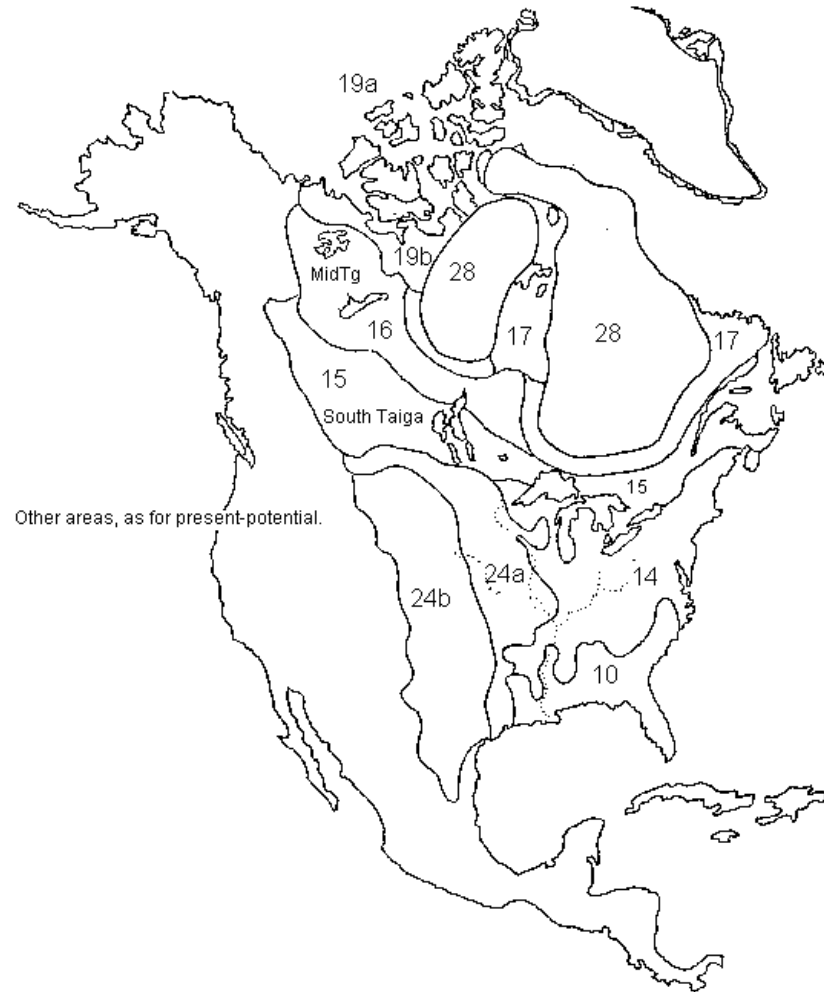 19a
19b
28
MidTg
16
17
28
17
15
South Taiga
15
Other areas, as for present-potential.
24a
14
24b
10